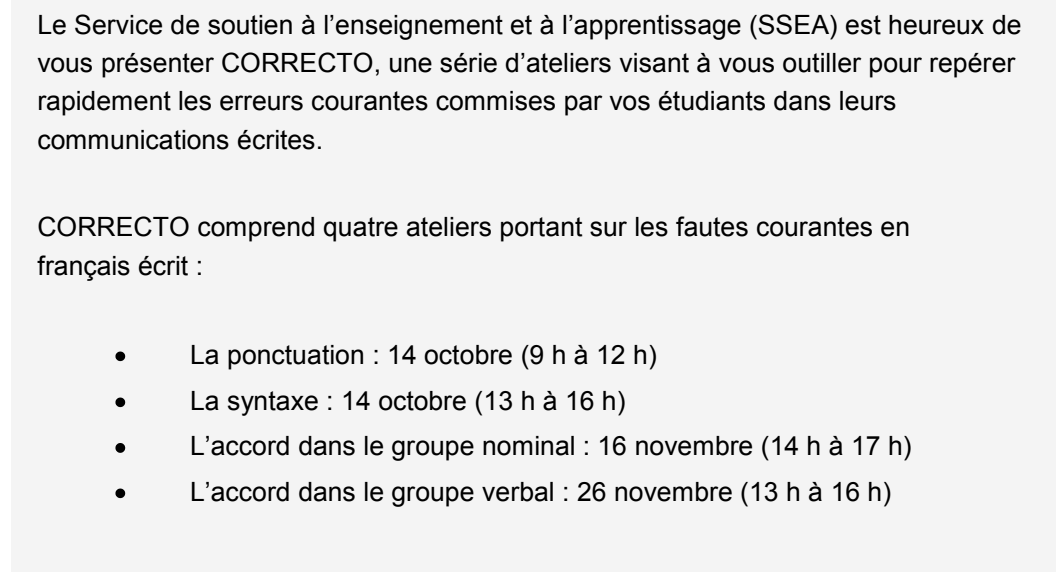 Le Service de soutien à l’enseignement et à l’apprentissage (SSEA) est heureux de
vous présenter CORRECTO, une série d’ateliers visant à vous outiller pour repérer
rapidement les erreurs courantes commises par vos étudiants dans leurs
communications écrites.
CORRECTO comprend quatre ateliers portant sur les fautes courantes en
français écrit :
• La ponctuation : 14 octobre (9 h à 12 h)
• La syntaxe : 14 octobre (13 h à 16 h)
• L’accord dans le groupe nominal : 16 novembre (14 h à 17 h)
• L’accord dans le groupe verbal : 26 novembre (13 h à 16 h)